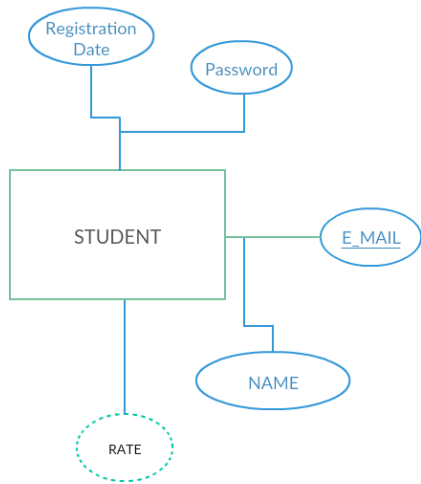 Registration
Date
Password
STUDENT
E_MAIL
NAME
RATE